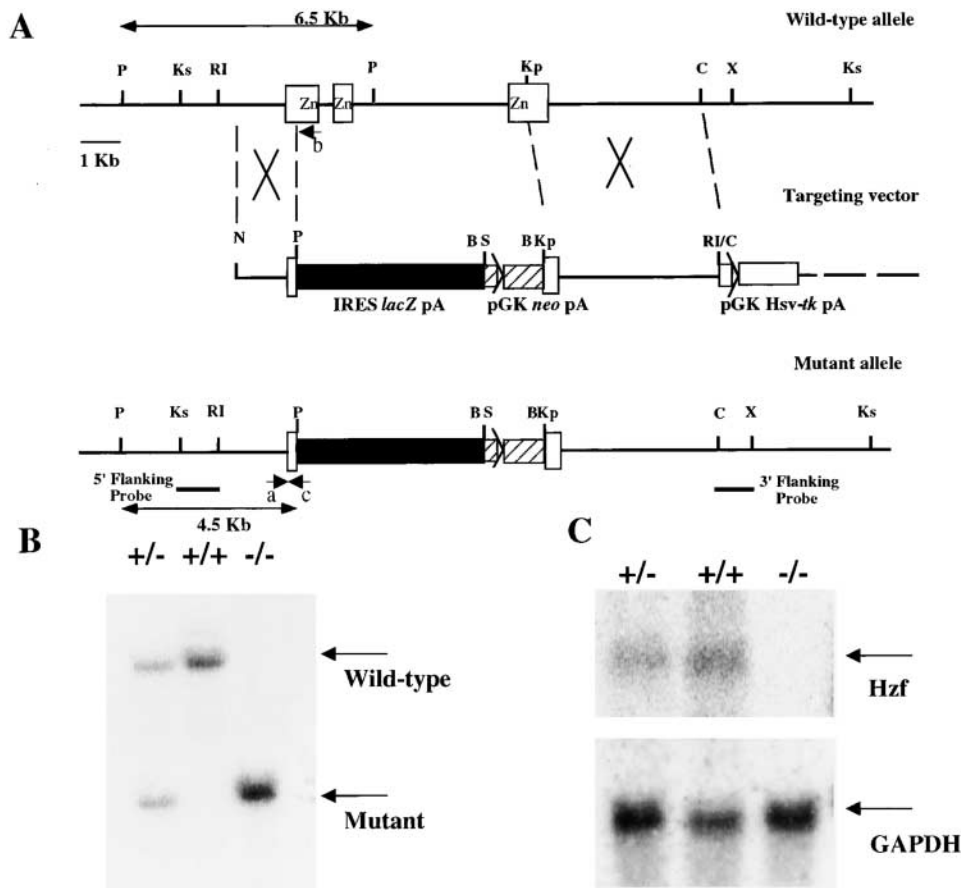 A
6.5 Kb
Wild-type allele
P Ks RI P Kp C X Ks
Zn Zn Zn
b
1 Kb
Targeting vector
N P B S B Kp RI/C
IRES lacZ pA pGK neo pA pGK Hsv-tk pA
Mutant allele
P Ks RI P B S B Kp C X Ks
5' Flanking Probe a c 3' Flanking Probe
4.5 Kb
B
+/- +/+ -/-
Wild-type
Mutant
C
+/- +/+ -/-
Hzf
GAPDH